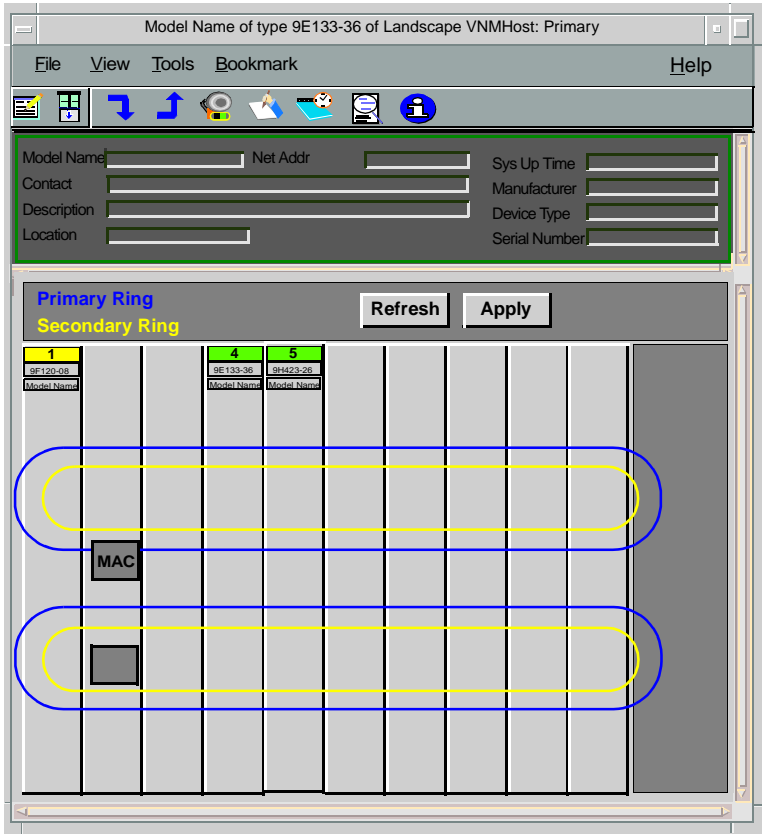 Model Name of type 9E133-36 of Landscape VNMHost: Primary
File View Tools Bookmark Help
Model Name Net Addr Sys Up Time
Contact Manufacturer
Description Device Type
Location Serial Number
Primary Ring
Secondary Ring
Refresh Apply
1 4 5
9F120-08 9E133-36 9H423-26
Model Name Model Name Model Name
MAC